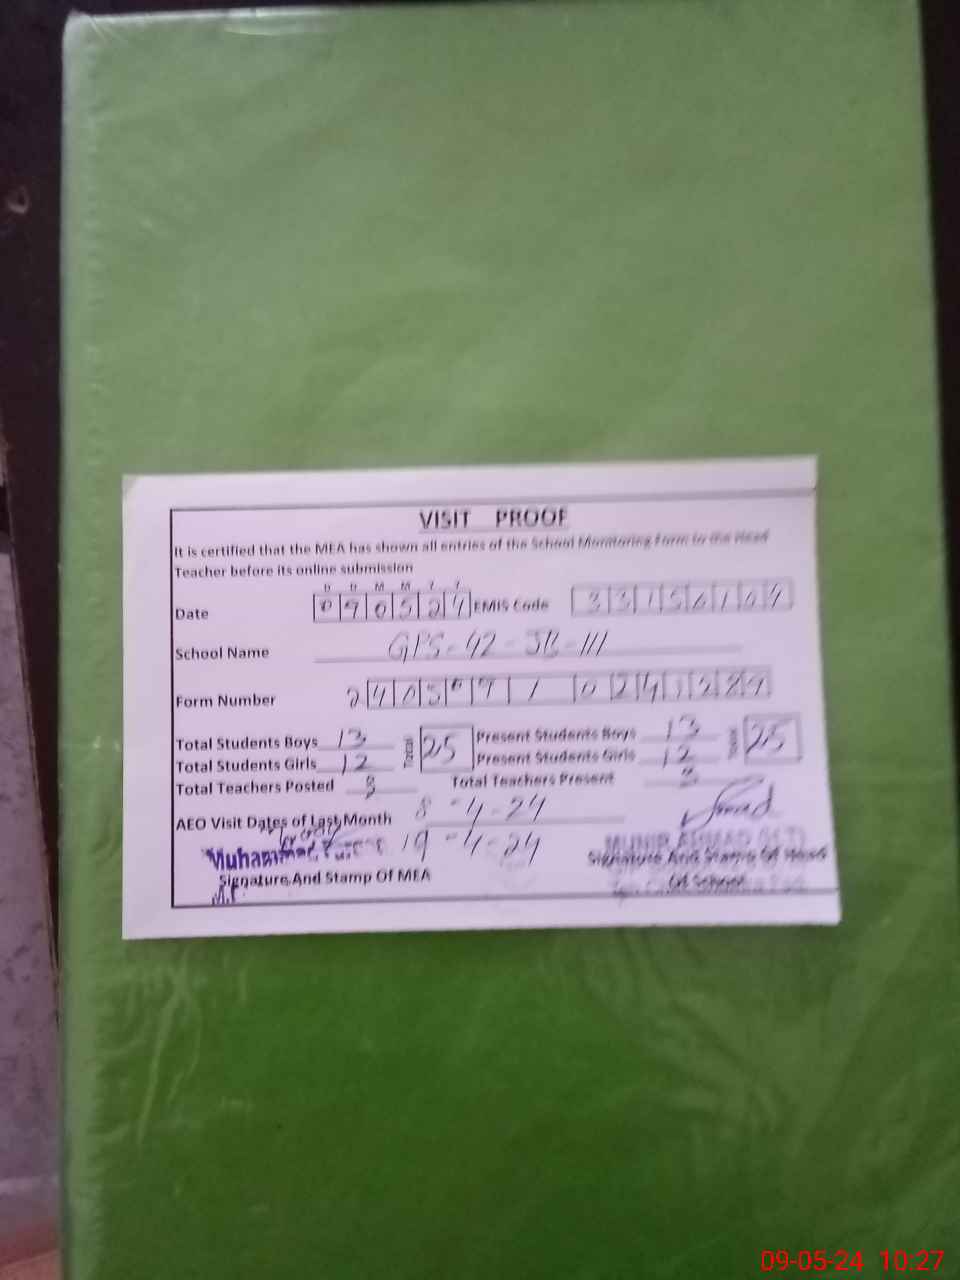 VISIT PROOF
It is certified that the MEA has shown all entries of the School Monitoring Form to the Head
Teacher before its online submission
D D M M Y Y
Date 090524 EMIS Code
School Name GPS-42-JB-III
Form Number
Total Students Boys 13 Total 25 Present Students Boys 13 Total 25
Total Students Girls 12 Present Students Girls 12
Total Teachers Posted Total Teachers Present 3
AEO Visit Dates of Last Month 8-4-24
19-4-24
Muhammad
MUNIR AHMAD
Signature And Stamp Of MEA
Signature And Stamp Of Head
Of School
09-05-24 10:27